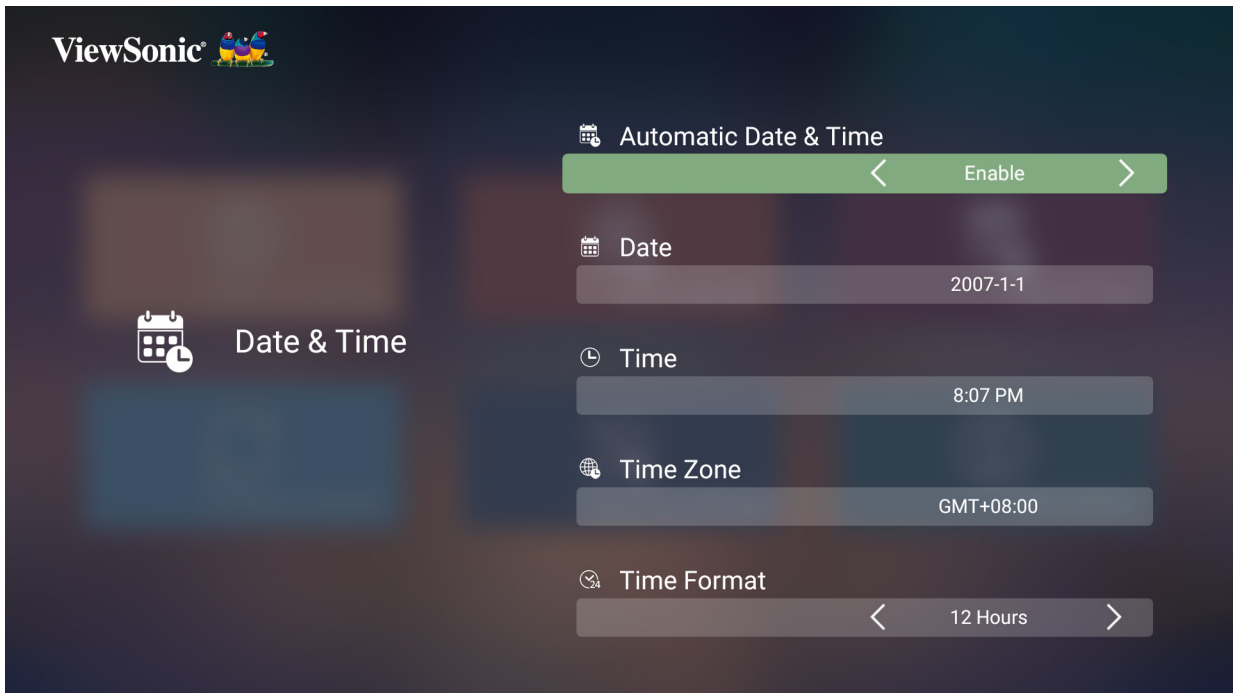 ViewSonic®
Automatic Date & Time
Enable
Date
2007-1-1
Date & Time
Time
8:07 PM
Time Zone
GMT+08:00
Time Format
12 Hours